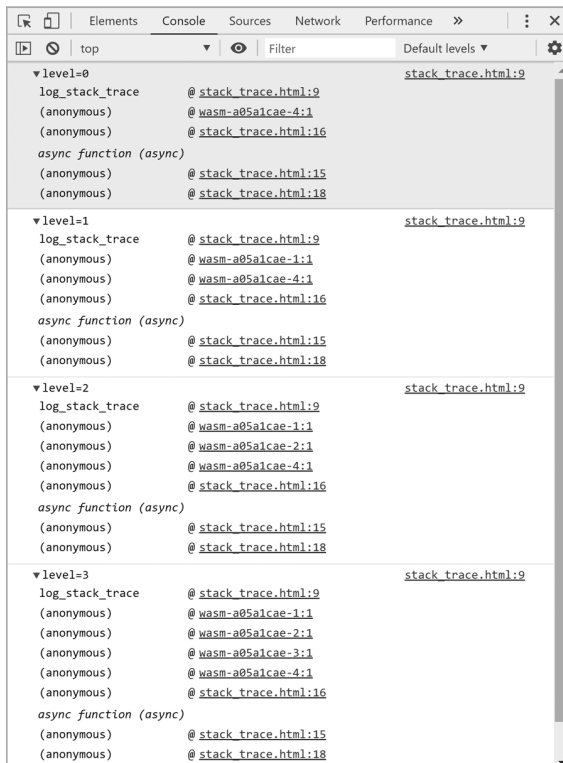 Elements Console Sources Network Performance »
top Filter Default levels
level=0 stack_trace.html:9
log_stack_trace @ stack_trace.html:9
(anonymous) @ wasm-a05a1cae-4:1
(anonymous) @ stack_trace.html:16
async function (async)
(anonymous) @ stack_trace.html:15
(anonymous) @ stack_trace.html:18
level=1 stack_trace.html:9
log_stack_trace @ stack_trace.html:9
(anonymous) @ wasm-a05a1cae-1:1
(anonymous) @ wasm-a05a1cae-4:1
(anonymous) @ stack_trace.html:16
async function (async)
(anonymous) @ stack_trace.html:15
(anonymous) @ stack_trace.html:18
level=2 stack_trace.html:9
log_stack_trace @ stack_trace.html:9
(anonymous) @ wasm-a05a1cae-1:1
(anonymous) @ wasm-a05a1cae-2:1
(anonymous) @ wasm-a05a1cae-4:1
(anonymous) @ stack_trace.html:16
async function (async)
(anonymous) @ stack_trace.html:15
(anonymous) @ stack_trace.html:18
level=3 stack_trace.html:9
log_stack_trace @ stack_trace.html:9
(anonymous) @ wasm-a05a1cae-1:1
(anonymous) @ wasm-a05a1cae-2:1
(anonymous) @ wasm-a05a1cae-3:1
(anonymous) @ wasm-a05a1cae-4:1
(anonymous) @ stack_trace.html:16
async function (async)
(anonymous) @ stack_trace.html:15
(anonymous) @ stack_trace.html:18